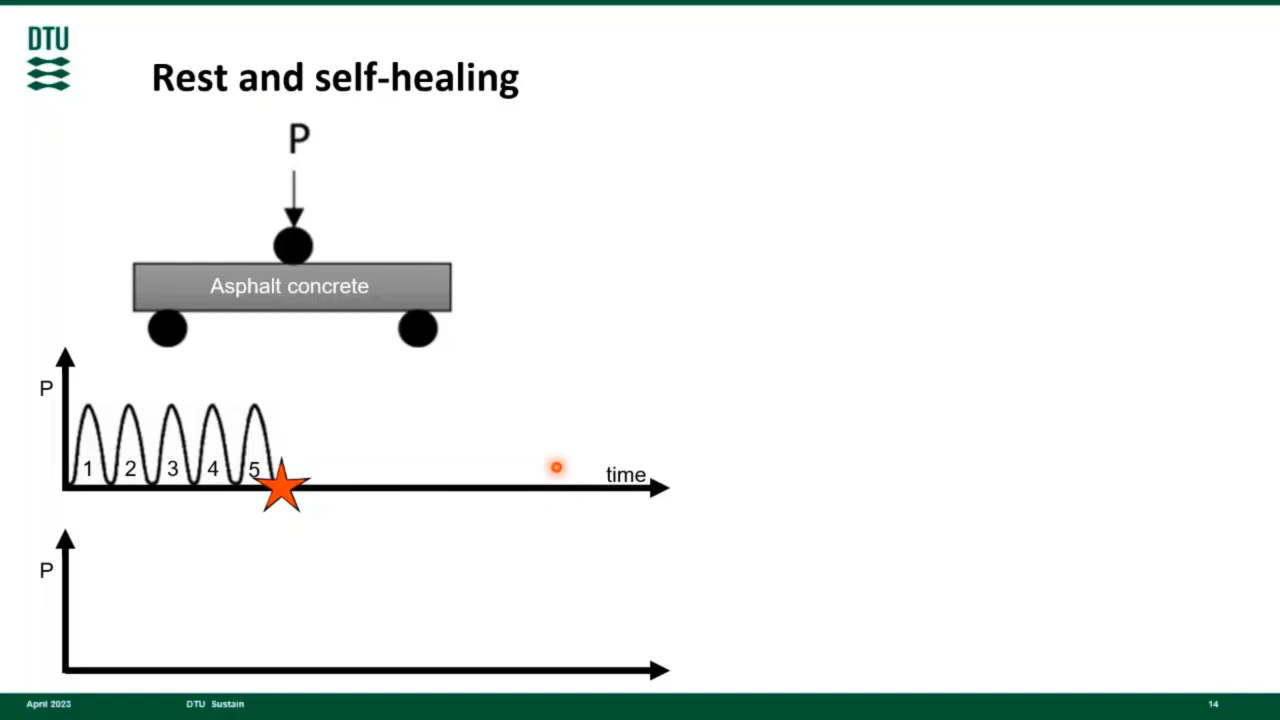 DTU
Rest and self-healing
P
Asphalt concrete
P
1 2 3 4 5
time
P
April 2023 DTU Sustain 14